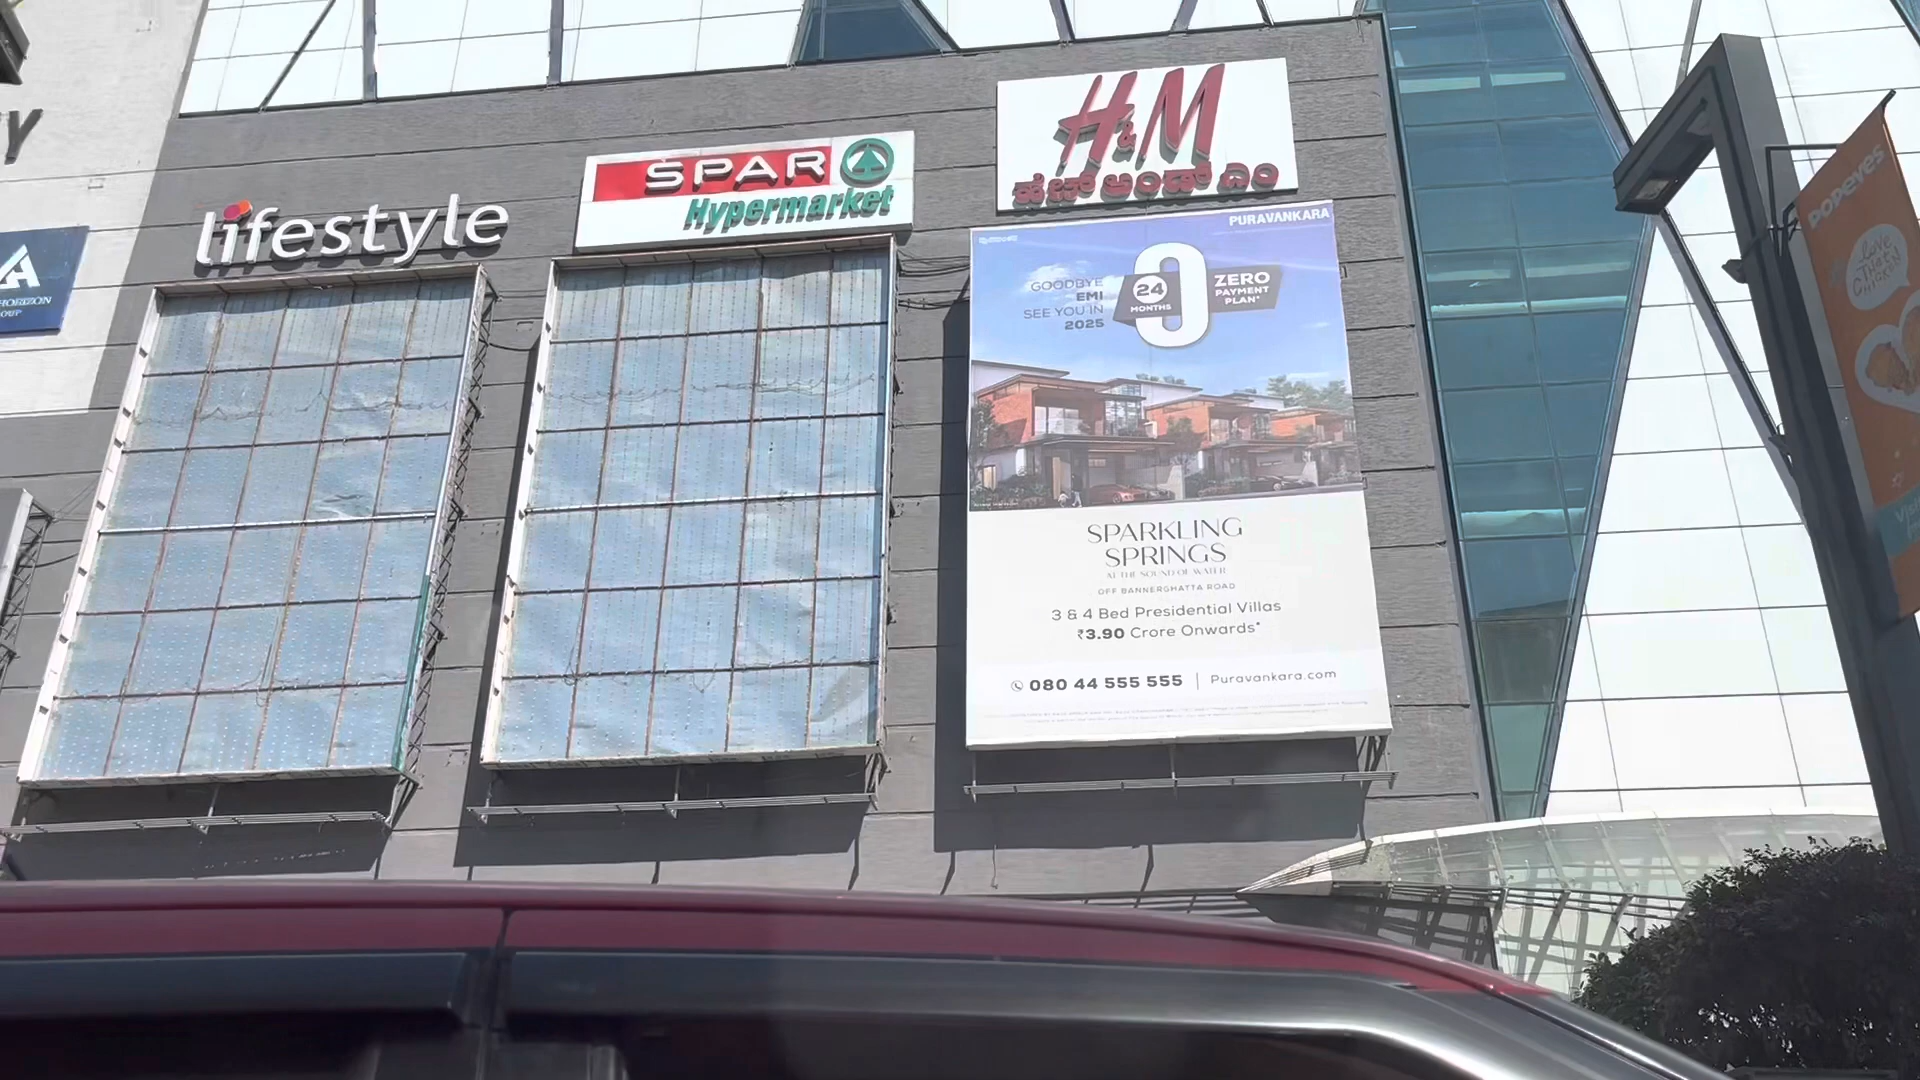 Y
A
HORIZON
OUP
lifestyle
SPAR
Hypermarket
H&M
ಹೆಚ್ ಅಂಡ್ ಎಂ
PURAVANKARA
GOODBYE
EMI
SEE YOU IN
2025
24
MONTHS
0
ZERO
PAYMENT
PLAN*
SPARKLING
SPRINGS
AT THE SOUND OF WATER
OFF BANNERGHATTA ROAD
3 & 4 Bed Presidential Villas
₹3.90 Crore Onwards*
080 44 555 555 | Puravankara.com
POPEYES
Love
THAT
CHICKEN